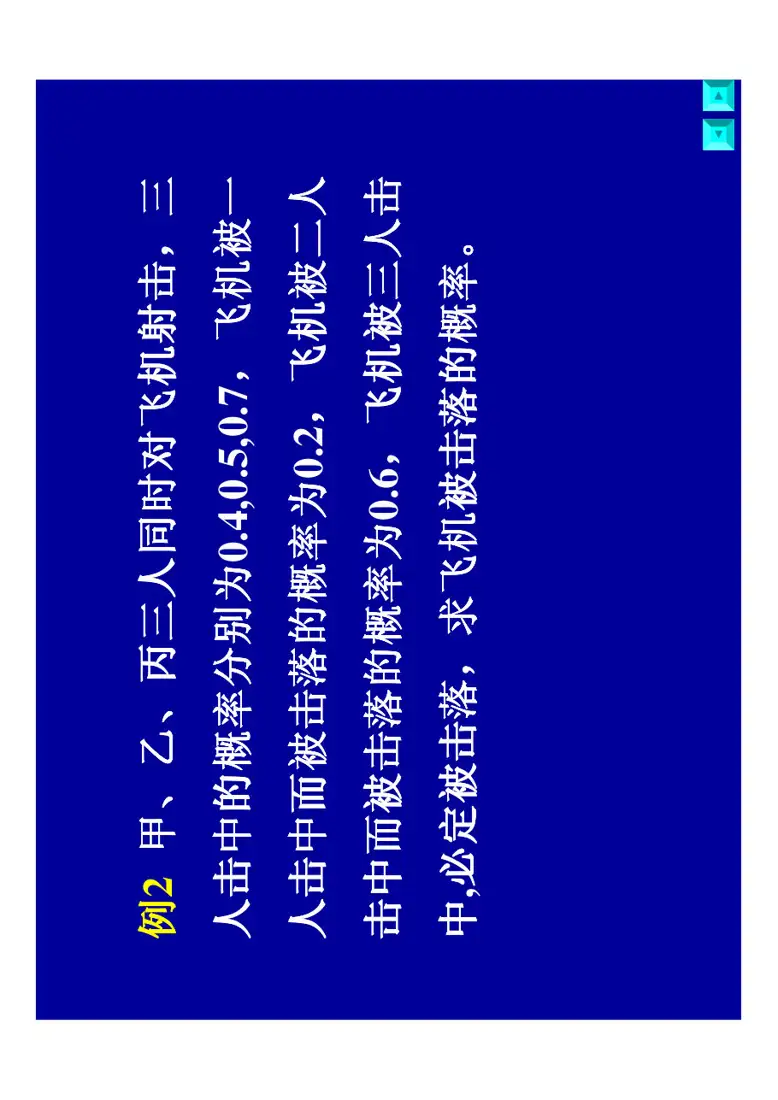 例2 甲、乙、丙三人同时对飞机射击，三
人击中的概率分别为0.4,0.5,0.7，飞机被一
人击中而被击落的概率为0.2，飞机被二人
击中而被击落的概率为0.6，飞机被三人击
中,必定被击落，求飞机被击落的概率。